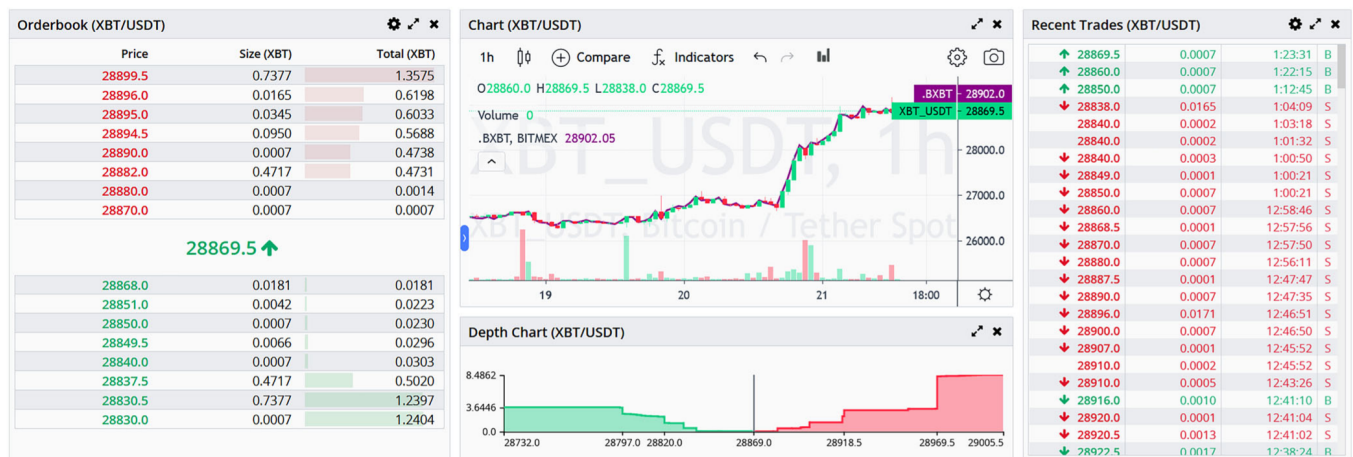 Orderbook (XBT/USDT)
Price Size (XBT) Total (XBT)
28899.5 0.7377 1.3575
28896.0 0.0165 0.6198
28895.0 0.0345 0.6033
28894.5 0.0950 0.5688
28890.0 0.0007 0.4738
28882.0 0.4717 0.4731
28880.0 0.0007 0.0014
28870.0 0.0007 0.0007
28869.5
28868.0 0.0181 0.0181
28851.0 0.0042 0.0223
28850.0 0.0007 0.0230
28849.5 0.0066 0.0296
28840.0 0.0007 0.0303
28837.5 0.4717 0.5020
28830.5 0.7377 1.2397
28830.0 0.0007 1.2404
Chart (XBT/USDT)
1h Compare Indicators
O28860.0 H28869.5 L28838.0 C28869.5
Volume 0
.BXBT, BITMEX 28902.05
.BXBT 28902.0
XBT_USDT 28869.5
28000.0
27000.0
26000.0
XBT_USDT, 1h
XBT_USDT, Bitcoin / Tether Spot
19 20 21 18:00
Depth Chart (XBT/USDT)
8.4862
3.6446
0.0
28732.0 28797.0 28820.0 28869.0 28918.5 28969.5 29005.5
Recent Trades (XBT/USDT)
28869.5 0.0007 1:23:31 B
28860.0 0.0007 1:22:15 B
28850.0 0.0007 1:12:45 B
28838.0 0.0165 1:04:09 S
28840.0 0.0002 1:03:18 S
28840.0 0.0002 1:01:32 S
28840.0 0.0003 1:00:50 S
28849.0 0.0001 1:00:21 S
28850.0 0.0007 1:00:21 S
28860.0 0.0007 12:58:46 S
28868.5 0.0001 12:57:56 S
28870.0 0.0007 12:57:50 S
28880.0 0.0007 12:56:11 S
28887.5 0.0001 12:47:47 S
28890.0 0.0007 12:47:35 S
28896.0 0.0171 12:46:51 S
28900.0 0.0007 12:46:50 S
28907.0 0.0001 12:45:52 S
28910.0 0.0002 12:45:52 S
28910.0 0.0005 12:43:26 S
28916.0 0.0010 12:41:10 B
28920.0 0.0001 12:41:04 S
28920.5 0.0013 12:41:02 S
28922.5 0.0017 12:38:24 B